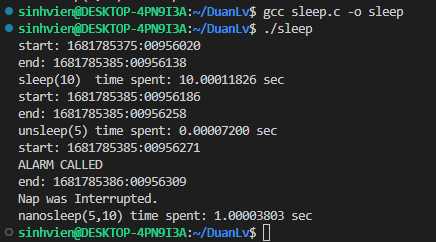 sinhvien@DESKTOP-4PN9I3A:~/DuanLv$ gcc sleep.c -o sleep
sinhvien@DESKTOP-4PN9I3A:~/DuanLv$ ./sleep
start: 1681785375:00956020
end: 1681785385:00956138
sleep(10)  time spent: 10.00011826 sec
start: 1681785385:00956186
end: 1681785385:00956258
unsleep(5) time spent: 0.00007200 sec
start: 1681785385:00956271
ALARM CALLED
end: 1681785386:00956309
Nap was Interrupted.
nanosleep(5,10) time spent: 1.00003803 sec
sinhvien@DESKTOP-4PN9I3A:~/DuanLv$